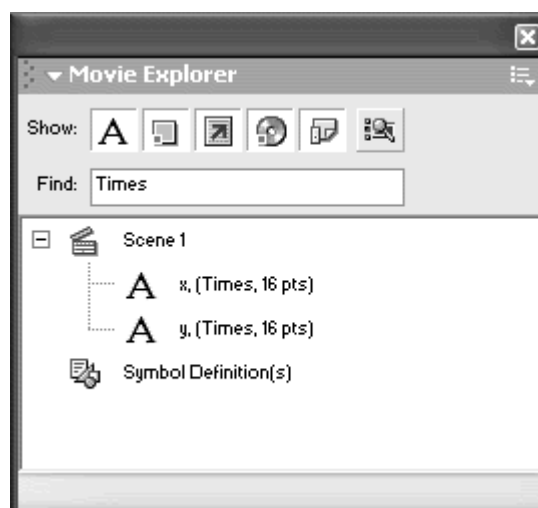 Movie Explorer
Show: A
Find: Times
Scene 1
A x, (Times, 16 pts)
A y, (Times, 16 pts)
Symbol Definition(s)